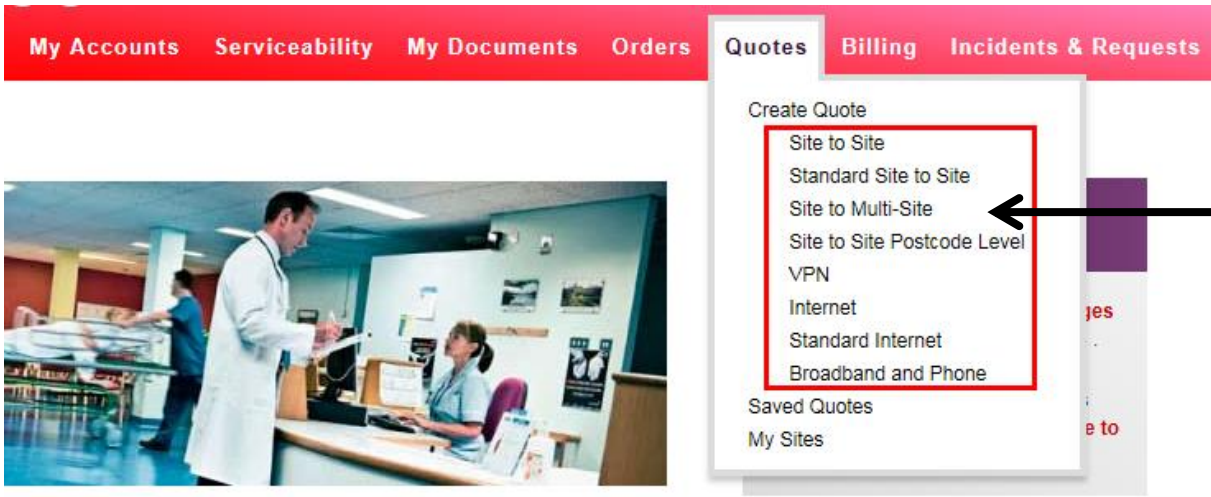 My Accounts Serviceability My Documents Orders Quotes Billing Incidents & Requests
Create Quote
Site to Site
Standard Site to Site
Site to Multi-Site
Site to Site Postcode Level
VPN
Internet
Standard Internet
Broadband and Phone
Saved Quotes
My Sites
e to